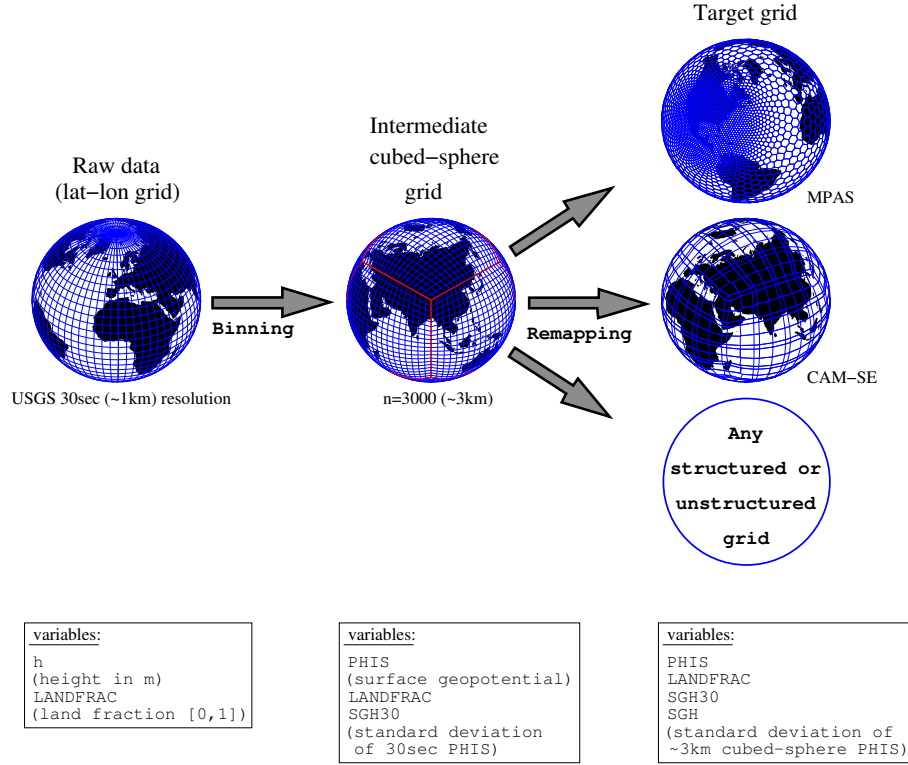 Target grid
MPAS
Intermediate
cubed−sphere
grid
Raw data
(lat−lon grid)
Binning
Remapping
USGS 30sec (~1km) resolution
n=3000 (~3km)
CAM−SE
Any
structured or
unstructured
grid
variables:
h
(height in m)
LANDFRAC
(land fraction [0,1])
variables:
PHIS
(surface geopotential)
LANDFRAC
SGH30
(standard deviation
of 30sec PHIS)
variables:
PHIS
LANDFRAC
SGH30
SGH
(standard deviation of
~3km cubed-sphere PHIS)